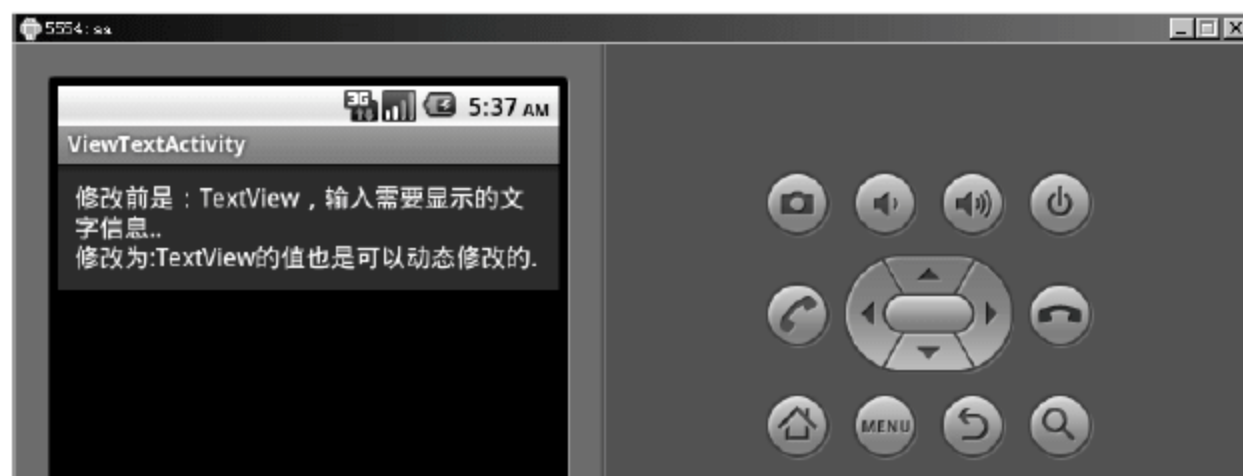 5554:sa
3G 5:37 AM
ViewTextActivity
修改前是：TextView，输入需要显示的文
字信息..
修改为:TextView的值也是可以动态修改的.
MENU